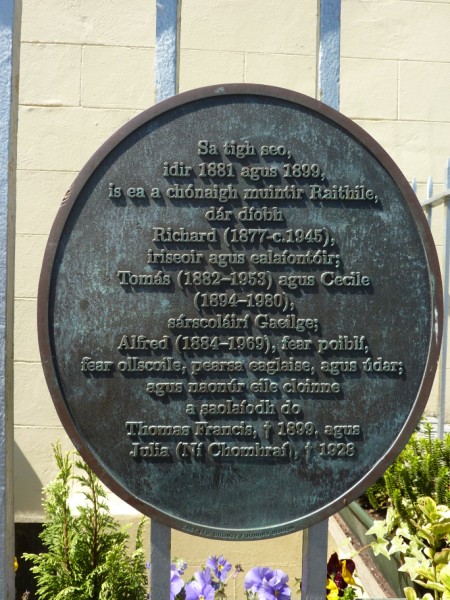 Sa tigh seo,
idir 1881 agus 1899,
is ea a chónaigh muintir Raithile,
dár díobh
Richard (1877-c.1945),
iriseoir agus ealaíontóir;
Tomás (1882–1953) agus Cecile
(1894–1980),
sárscoláirí Gaeilge;
Alfred (1884–1969), fear poiblí,
fear ollscoile, pearsa eaglaise, agus údar;
agus naonúr eile cloinne
a saolaíodh do
Thomas Francis, † 1899, agus
Julia (Ní Chomhraí), † 1928